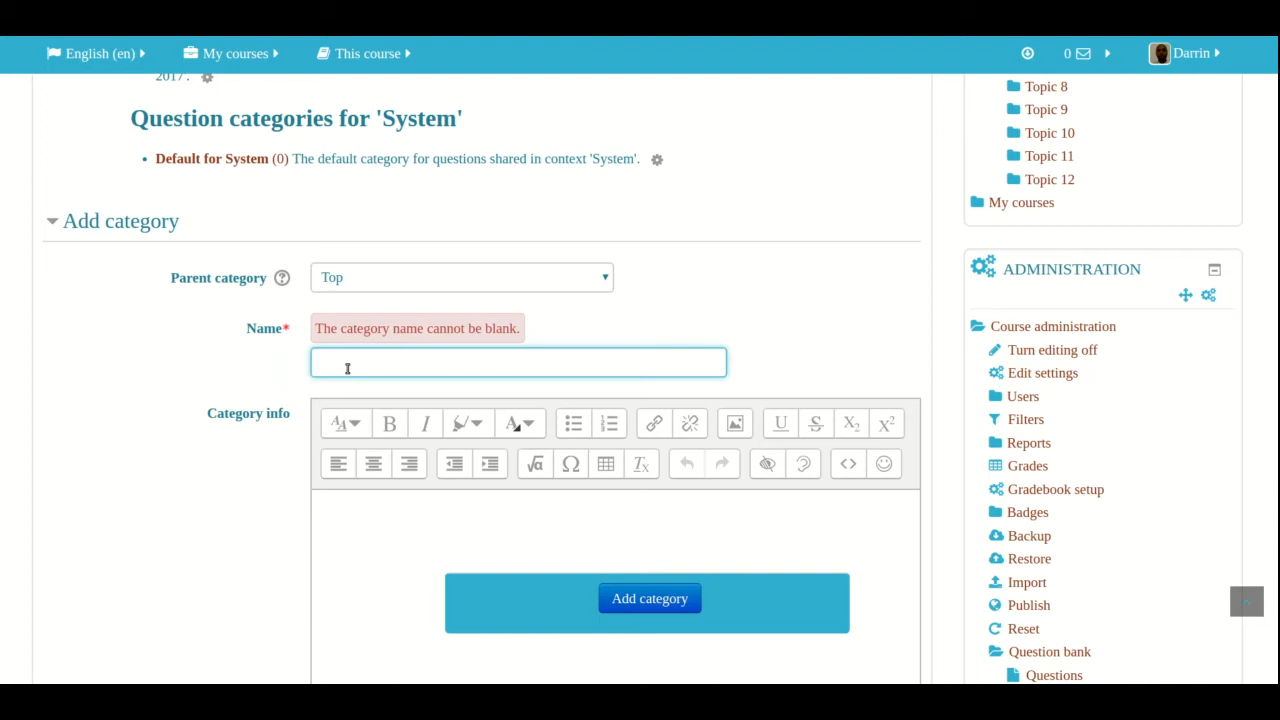 English (en) My courses This course 0 Darrin
2017'.
Question categories for 'System'
Default for System (0) The default category for questions shared in context 'System'.
Add category
Parent category ? Top
Name* The category name cannot be blank.
Category info
Add category
Topic 8
Topic 9
Topic 10
Topic 11
Topic 12
My courses
ADMINISTRATION
Course administration
Turn editing off
Edit settings
Users
Filters
Reports
Grades
Gradebook setup
Badges
Backup
Restore
Import
Publish
Reset
Question bank
Questions